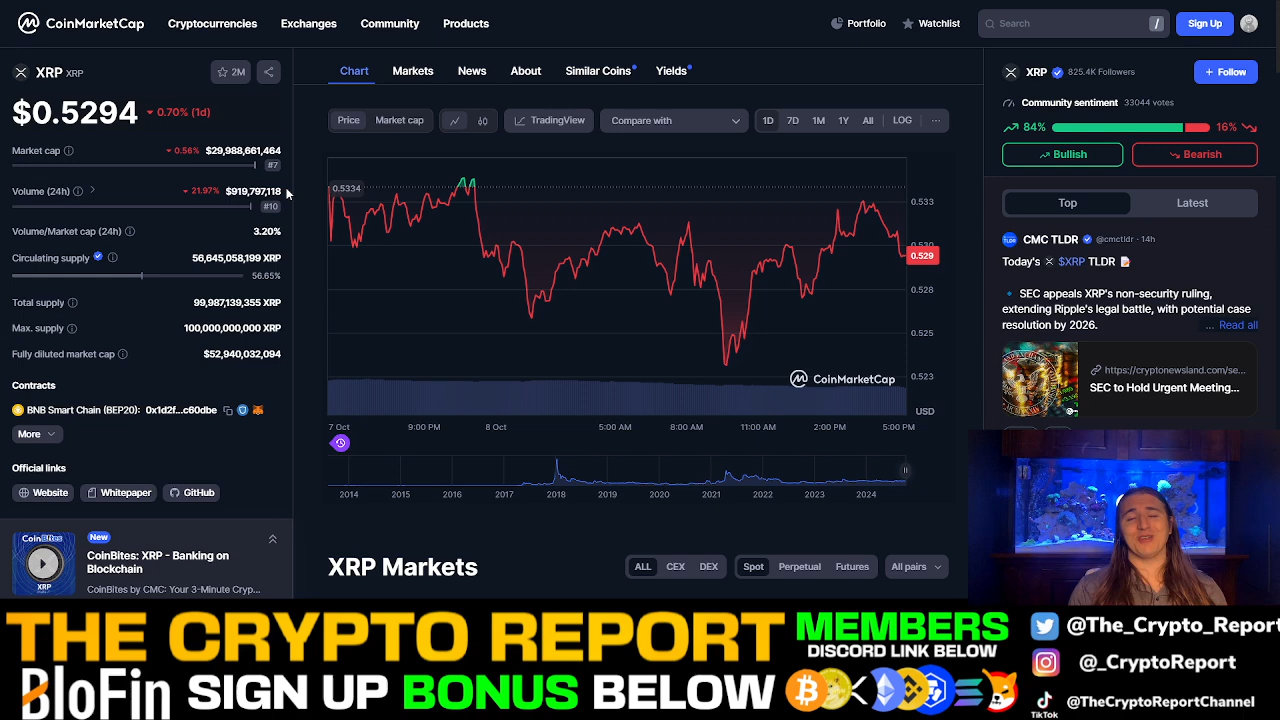 CoinMarketCap
Cryptocurrencies
Exchanges
Community
Products
Portfolio
Watchlist
Search
/
Sign Up
XRP XRP
2M
$0.5294
0.70% (1d)
Market cap
0.56% $29,988,661,464
#7
Volume (24h)
21.97% $919,797,118
#10
Volume/Market cap (24h)
3.20%
Circulating supply
56,645,058,199 XRP
56.65%
Total supply
99,987,139,355 XRP
Max. supply
100,000,000,000 XRP
Fully diluted market cap
$52,940,032,094
Contracts
BNB Smart Chain (BEP20): 0x1d2f...c60dbe
More
Official links
Website
Whitepaper
GitHub
CoinBites
XRP
New
CoinBites: XRP - Banking on
Blockchain
CoinBites by CMC: Your 3-Minute Cryp...
Chart
Markets
News
About
Similar Coins
Yields
Price
Market cap
TradingView
Compare with
1D
7D
1M
1Y
All
LOG
...
0.5334
0.533
0.530
0.529
0.528
0.525
0.523
CoinMarketCap
USD
7 Oct
9:00 PM
8 Oct
5:00 AM
8:00 AM
11:00 AM
2:00 PM
5:00 PM
2014
2015
2016
2017
2018
2019
2020
2021
2022
2023
2024
XRP Markets
ALL
CEX
DEX
Spot
Perpetual
Futures
All pairs
XRP
825.4K Followers
+ Follow
Community sentiment 33044 votes
84%
16%
Bullish
Bearish
Top
Latest
TLDR
CMC TLDR @cmctldr · 14h
Today's $XRP TLDR
SEC appeals XRP's non-security ruling,
extending Ripple's legal battle, with potential case
resolution by 2026.
... Read all
https://cryptonewsland.com/se...
SEC to Hold Urgent Meeting...
THE CRYPTO REPORT
MEMBERS
DISCORD LINK BELOW
BloFin SIGN UP BONUS BELOW
@The_Crypto_Report
@_CryptoReport
TikTok
@TheCryptoReportChannel